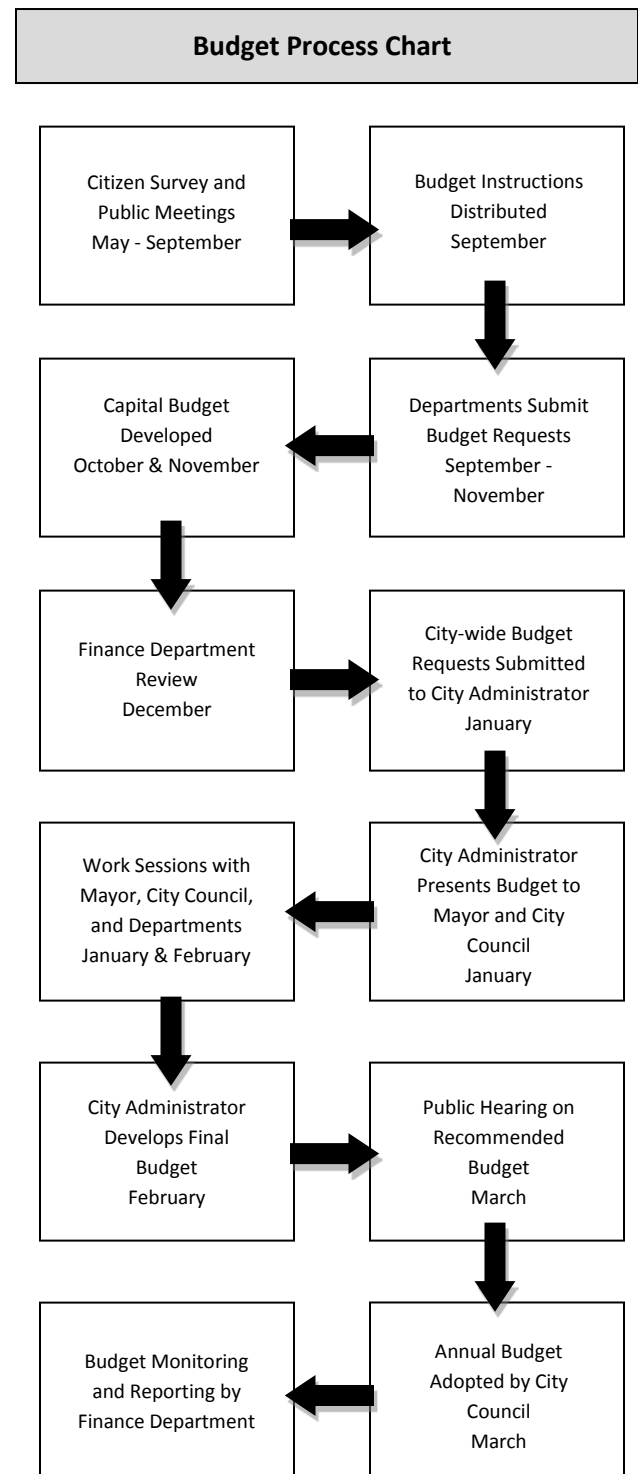 Budget Process Chart
Citizen Survey and
Public Meetings
May - September
Budget Instructions
Distributed
September
Departments Submit
Budget Requests
September -
November
Capital Budget
Developed
October & November
Finance Department
Review
December
City-wide Budget
Requests Submitted
to City Administrator
January
City Administrator
Presents Budget to
Mayor and City
Council
January
Work Sessions with
Mayor, City Council,
and Departments
January & February
City Administrator
Develops Final
Budget
February
Public Hearing on
Recommended
Budget
March
Annual Budget
Adopted by City
Council
March
Budget Monitoring
and Reporting by
Finance Department